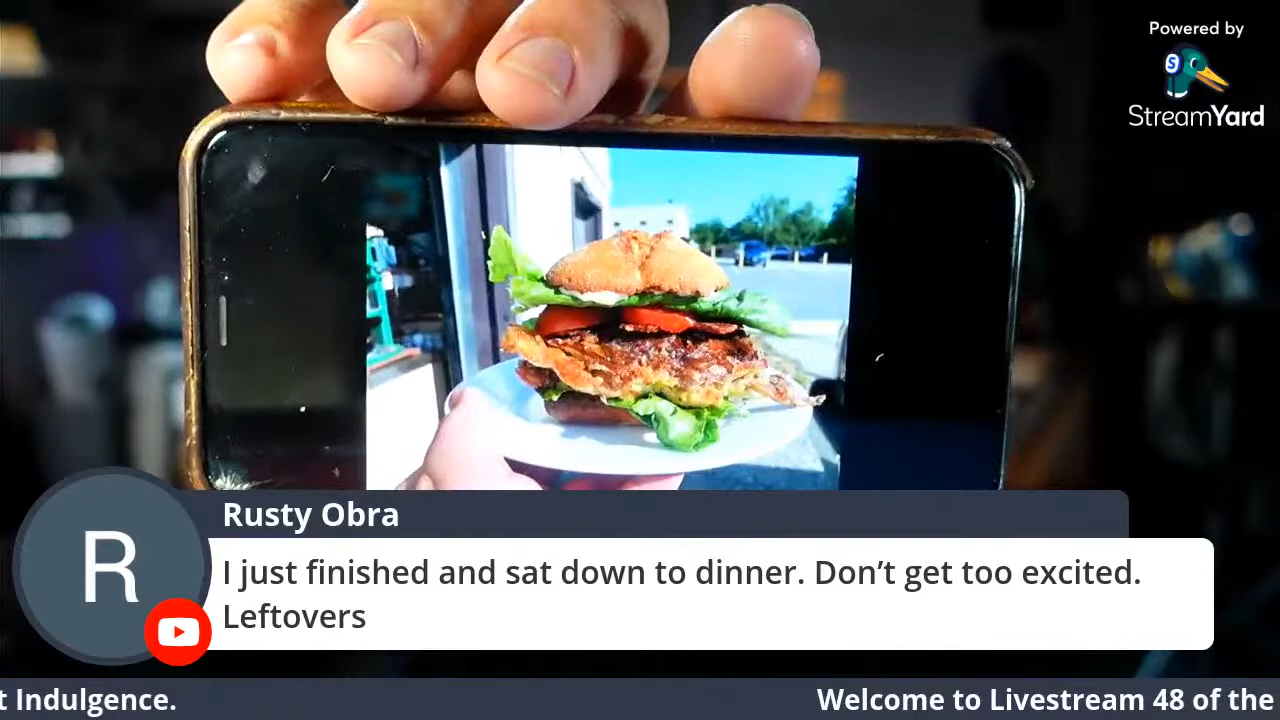 Powered by
StreamYard
Rusty Obra
R
I just finished and sat down to dinner. Don’t get too excited.
Leftovers
t Indulgence.
Welcome to Livestream 48 of the